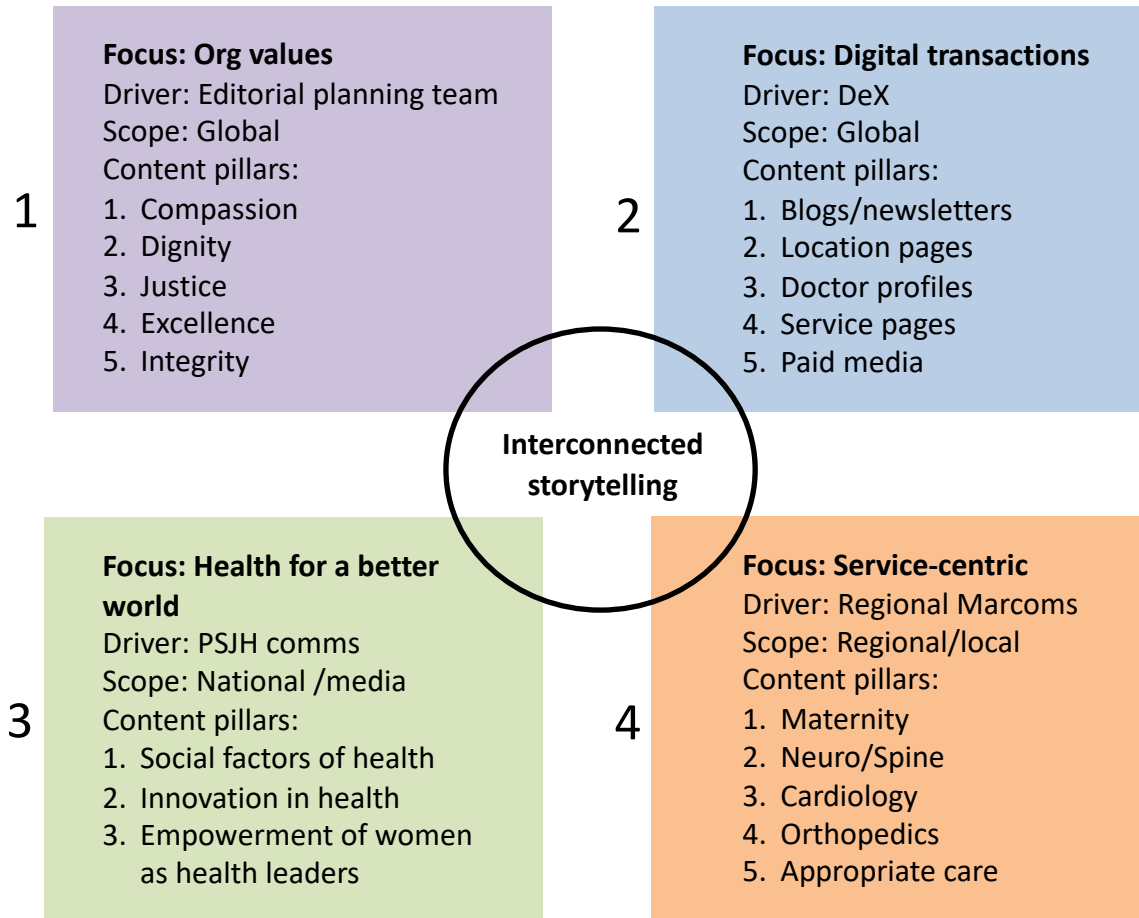 1
Focus: Org values
Driver: Editorial planning team
Scope: Global
Content pillars:
1. Compassion
2. Dignity
3. Justice
4. Excellence
5. Integrity
2
Focus: Digital transactions
Driver: DeX
Scope: Global
Content pillars:
1. Blogs/newsletters
2. Location pages
3. Doctor profiles
4. Service pages
5. Paid media
Interconnected
storytelling
3
Focus: Health for a better
world
Driver: PSJH comms
Scope: National /media
Content pillars:
1. Social factors of health
2. Innovation in health
3. Empowerment of women
as health leaders
4
Focus: Service-centric
Driver: Regional Marcoms
Scope: Regional/local
Content pillars:
1. Maternity
2. Neuro/Spine
3. Cardiology
4. Orthopedics
5. Appropriate care